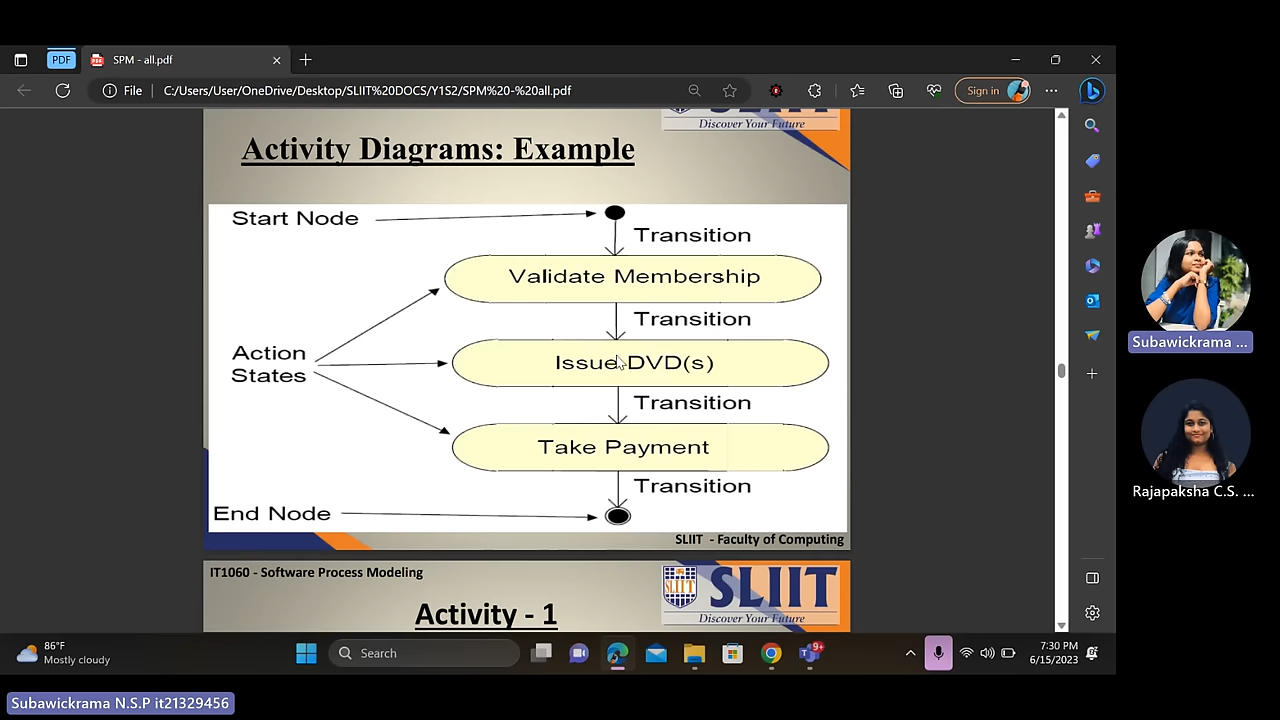 PDF
SPM - all.pdf
File
C:/Users/User/OneDrive/Desktop/SLIIT%20DOCS/Y1S2/SPM%20-%20all.pdf
Sign in
Discover Your Future
Activity Diagrams: Example
Start Node
Transition
Validate Membership
Transition
Action
States
Issue DVD(s)
Transition
Take Payment
Transition
End Node
SLIIT - Faculty of Computing
IT1060 - Software Process Modeling
SLIIT
SLIIT
Discover Your Future
Activity - 1
Subawickrama ...
Rajapaksha C.S. ...
86°F
Mostly cloudy
Search
9+
7:30 PM
6/15/2023
Subawickrama N.S.P it21329456